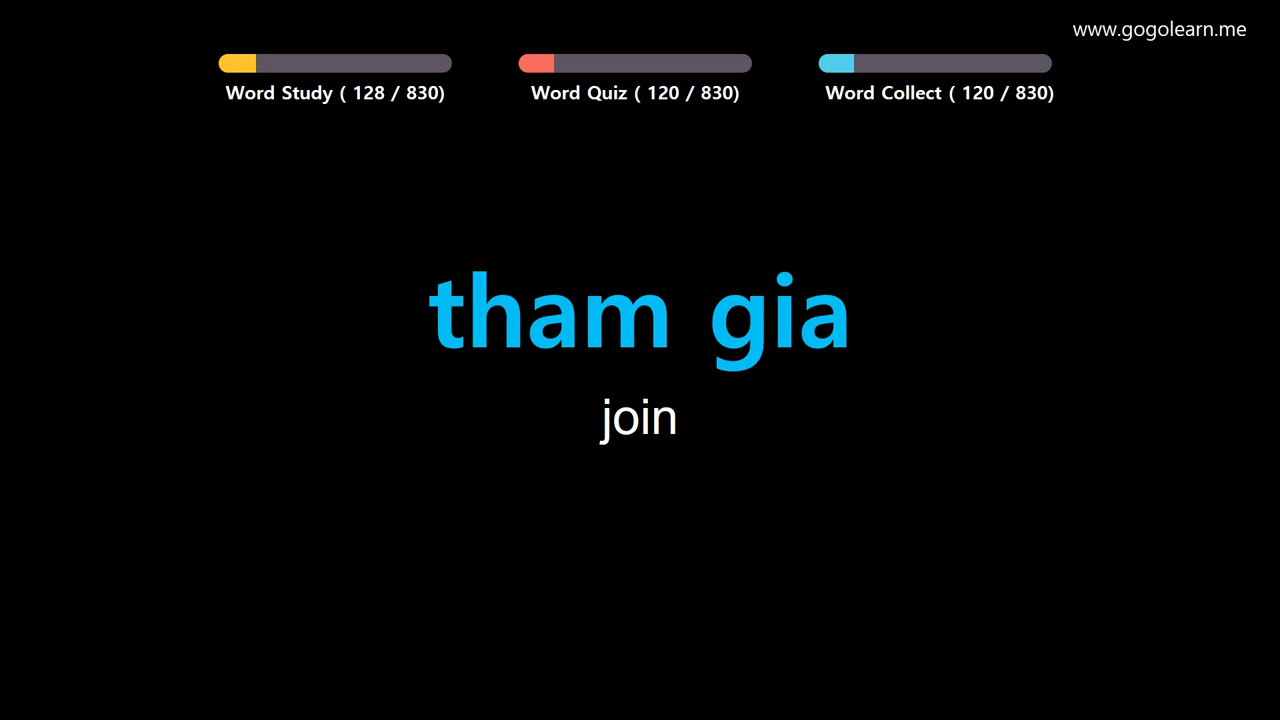 www.gogolearn.me
Word Study ( 128 / 830)
Word Quiz ( 120 / 830)
Word Collect ( 120 / 830)
tham gia
join